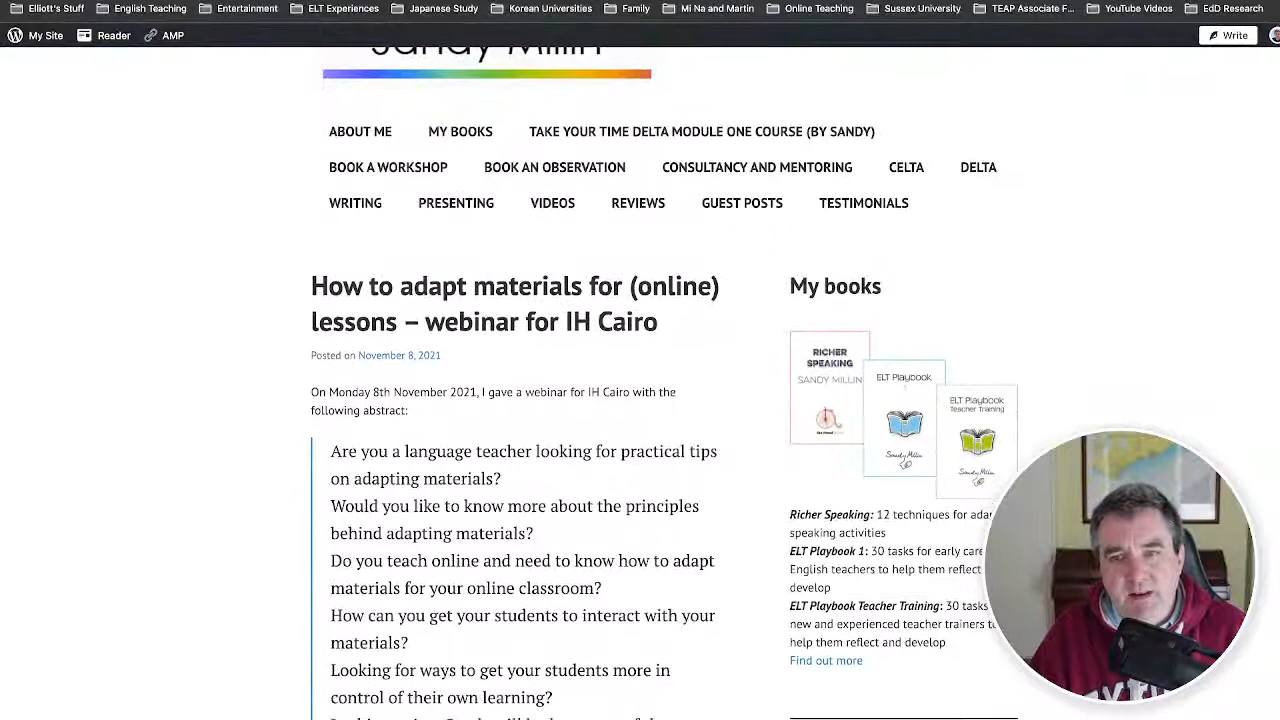 Elliott's Stuff English Teaching Entertainment ELT Experiences Japanese Study Korean Universities Family Mi Na and Martin Online Teaching Sussex University TEAP Associate F... YouTube Videos EdD Research
My Site Reader AMP Write
Sandy Millin
ABOUT ME MY BOOKS TAKE YOUR TIME DELTA MODULE ONE COURSE (BY SANDY)
BOOK A WORKSHOP BOOK AN OBSERVATION CONSULTANCY AND MENTORING CELTA DELTA
WRITING PRESENTING VIDEOS REVIEWS GUEST POSTS TESTIMONIALS
How to adapt materials for (online)
lessons – webinar for IH Cairo
Posted on November 8, 2021
On Monday 8th November 2021, I gave a webinar for IH Cairo with the
following abstract:
Are you a language teacher looking for practical tips
on adapting materials?
Would you like to know more about the principles
behind adapting materials?
Do you teach online and need to know how to adapt
materials for your online classroom?
How can you get your students to interact with your
materials?
Looking for ways to get your students more in
control of their own learning?
My books
RICHER
SPEAKING
SANDY MILLIN
ELT Playbook
Sandy Millin
ELT Playbook
Teacher Training
Sandy Millin
Richer Speaking: 12 techniques for ada
speaking activities
ELT Playbook 1: 30 tasks for early care
English teachers to help them reflect
develop
ELT Playbook Teacher Training: 30 tasks
new and experienced teacher trainers t
help them reflect and develop
Find out more